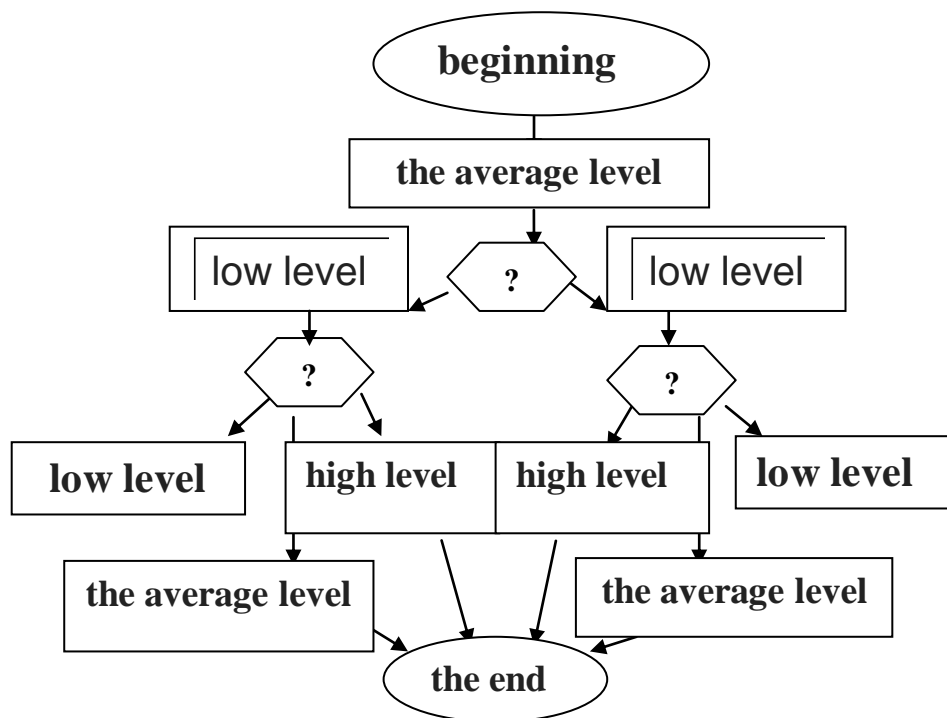 beginning
the average level
low level
?
low level
?
?
low level
high level
high level
low level
the average level
the average level
the end